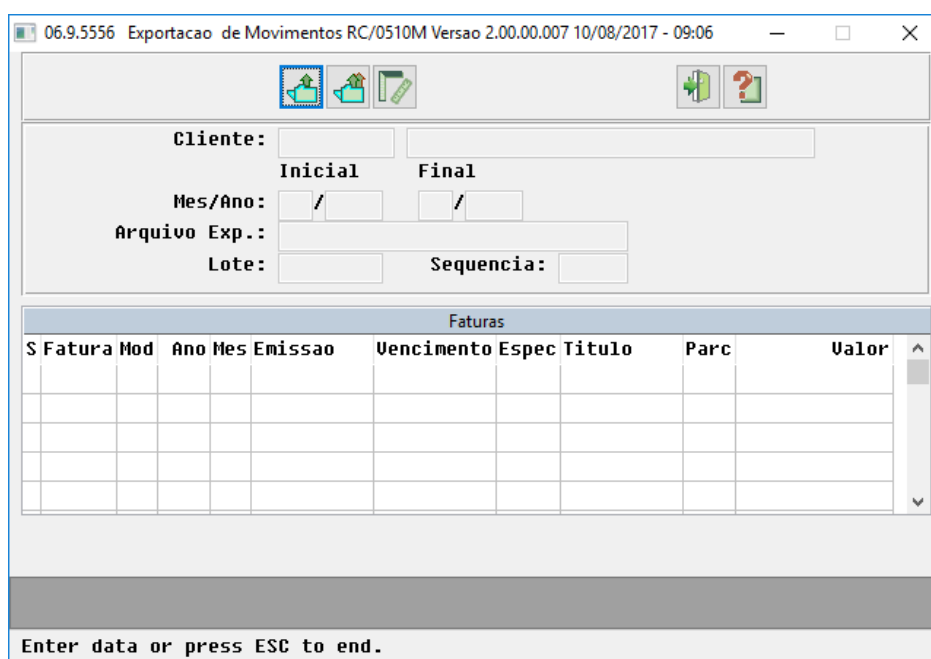 06.9.5556 Exportacao de Movimentos RC/0510M Versao 2.00.00.007 10/08/2017 - 09:06
Cliente:
Inicial Final
Mes/Ano: / /
Arquivo Exp.:
Lote: Sequencia:
Faturas
S Fatura Mod Ano Mes Emissao Vencimento Espec Titulo Parc Valor
Enter data or press ESC to end.